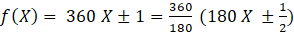 f(X) = 360 X ± 1 = 360/180 (180 X ± 1/2)